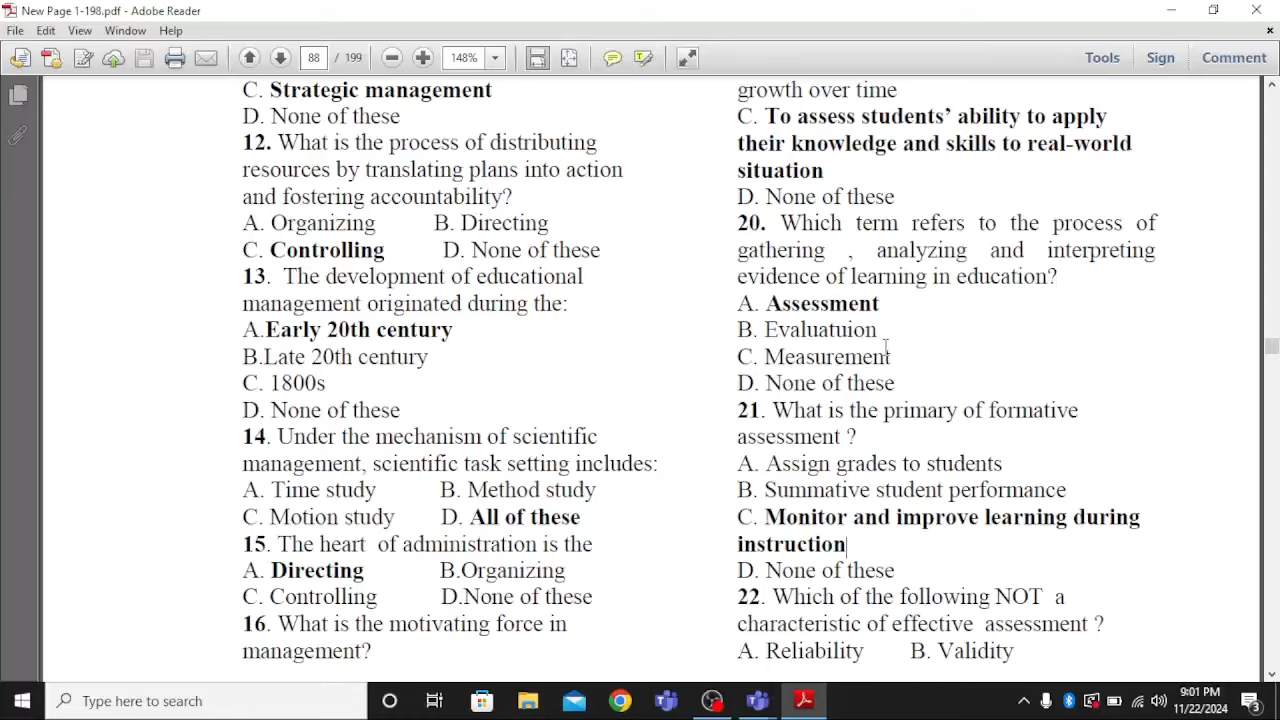 New Page 1-198.pdf - Adobe Reader
File Edit View Window Help
88 / 199 148% Tools Sign Comment
C. Strategic management
D. None of these
12. What is the process of distributing
resources by translating plans into action
and fostering accountability?
A. Organizing B. Directing
C. Controlling D. None of these
13. The development of educational
management originated during the:
A.Early 20th century
B.Late 20th century
C. 1800s
D. None of these
14. Under the mechanism of scientific
management, scientific task setting includes:
A. Time study B. Method study
C. Motion study D. All of these
15. The heart of administration is the
A. Directing B.Organizing
C. Controlling D.None of these
16. What is the motivating force in
management?
growth over time
C. To assess students’ ability to apply
their knowledge and skills to real-world
situation
D. None of these
20. Which term refers to the process of
gathering , analyzing and interpreting
evidence of learning in education?
A. Assessment
B. Evaluatuion
C. Measurement
D. None of these
21. What is the primary of formative
assessment ?
A. Assign grades to students
B. Summative student performance
C. Monitor and improve learning during
instruction
D. None of these
22. Which of the following NOT a
characteristic of effective assessment ?
A. Reliability B. Validity
Type here to search
9:01 PM
11/22/2024
3